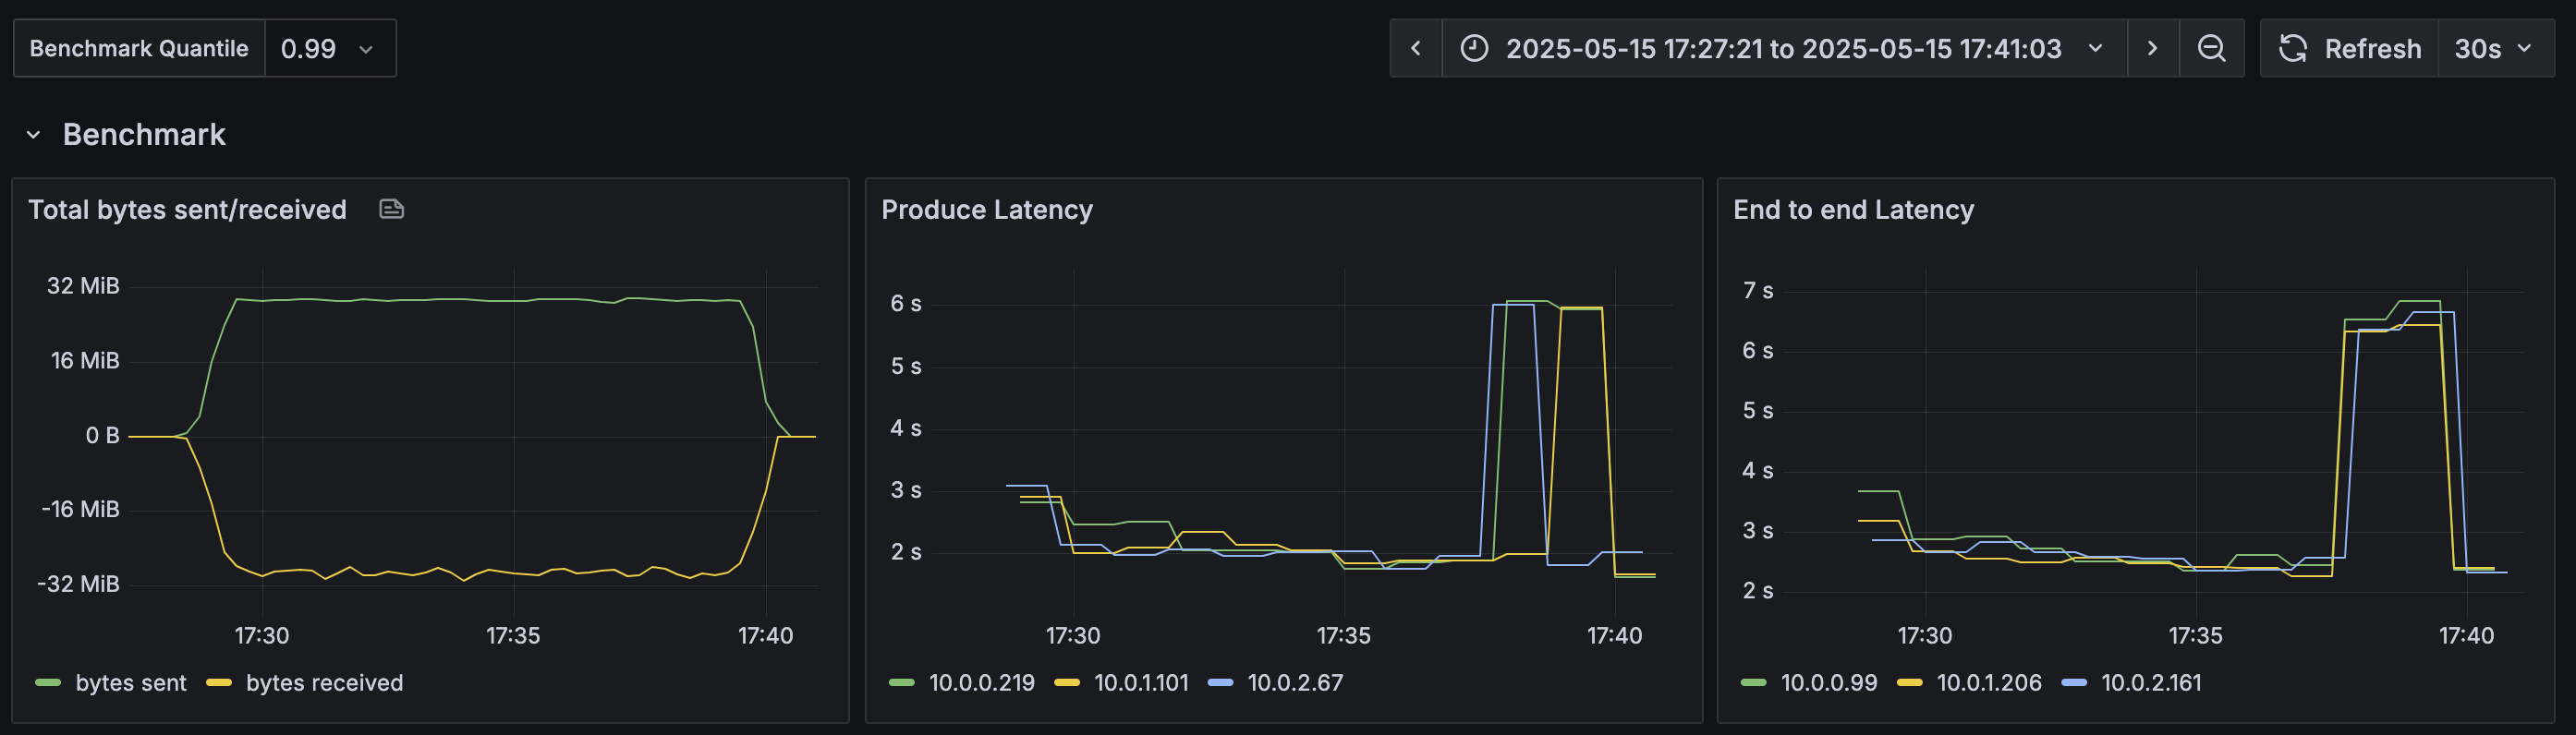 Benchmark Quantile 0.99 2025-05-15 17:27:21 to 2025-05-15 17:41:03 Refresh 30s
Benchmark
Total bytes sent/received
32 MiB
16 MiB
0 B
-16 MiB
-32 MiB
17:30 17:35 17:40
bytes sent bytes received
Produce Latency
6 s
5 s
4 s
3 s
2 s
17:30 17:35 17:40
10.0.0.219 10.0.1.101 10.0.2.67
End to end Latency
7 s
6 s
5 s
4 s
3 s
2 s
17:30 17:35 17:40
10.0.0.99 10.0.1.206 10.0.2.161